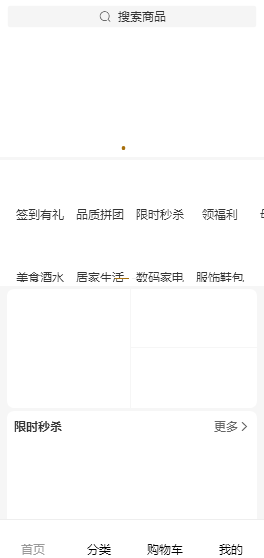 搜索商品
签到有礼 品质拼团 限时秒杀 领福利
美食酒水 居家生活 数码家电 服饰鞋包
限时秒杀 更多
首页 分类 购物车 我的